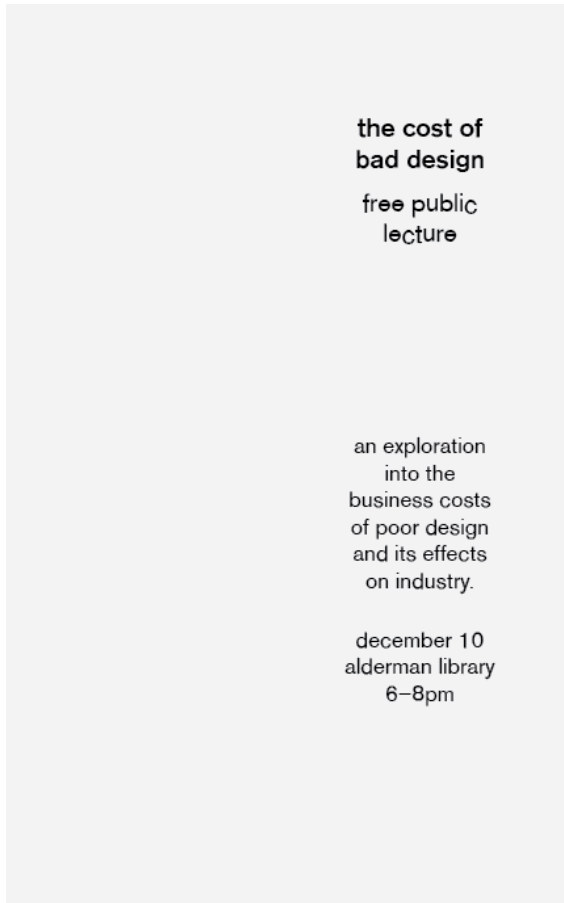 the cost of
bad design
free public
lecture
an exploration
into the
business costs
of poor design
and its effects
on industry.
december 10
alderman library
6–8pm